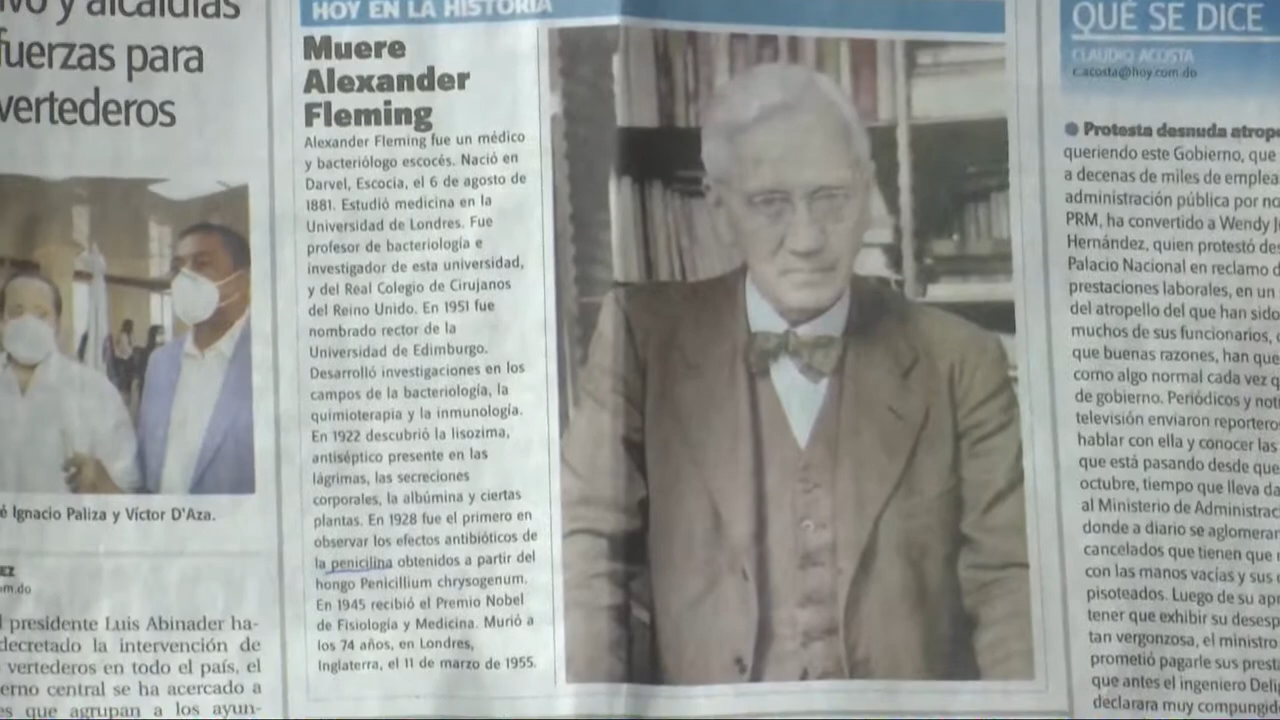 vo y alcaldías
fuerzas para
vertederos
é Ignacio Paliza y Víctor D'Aza.
EZ
om.do
l presidente Luis Abinader ha-
decretado la intervención de
vertederos en todo el país, el
erno central se ha acercado a
es que agrupan a los ayun-
HOY EN LA HISTORIA
Muere
Alexander
Fleming
Alexander Fleming fue un médico
y bacteriólogo escocés. Nació en
Darvel, Escocia, el 6 de agosto de
1881. Estudió medicina en la
Universidad de Londres. Fue
profesor de bacteriología e
investigador de esta universidad,
y del Real Colegio de Cirujanos
del Reino Unido. En 1951 fue
nombrado rector de la
Universidad de Edimburgo.
Desarrolló investigaciones en los
campos de la bacteriología, la
quimioterapia y la inmunología.
En 1922 descubrió la lisozima,
antiséptico presente en las
lágrimas, las secreciones
corporales, la albúmina y ciertas
plantas. En 1928 fue el primero en
observar los efectos antibióticos de
la penicilina obtenidos a partir del
hongo Penicillium chrysogenum.
En 1945 recibió el Premio Nobel
de Fisiología y Medicina. Murió a
los 74 años, en Londres,
Inglaterra, el 11 de marzo de 1955.
QUÉ SE DICE
CLAUDIO ACOSTA
c.acosta@hoy.com.do
Protesta desnuda atrope
queriendo este Gobierno, que
a decenas de miles de emplea
administración pública por no
PRM, ha convertido a Wendy J
Hernández, quien protestó de
Palacio Nacional en reclamo d
prestaciones laborales, en un
del atropello del que han sido
muchos de sus funcionarios,
que buenas razones, han que
como algo normal cada vez q
de gobierno. Periódicos y noti
televisión enviaron reporteros
hablar con ella y conocer las
que está pasando desde que
octubre, tiempo que lleva da
al Ministerio de Administrac
donde a diario se aglomeran
cancelados que tienen que
con las manos vacías y sus
pisoteados. Luego de su apr
tener que exhibir su desesp
tan vergonzosa, el ministro
prometió pagarle sus prest
que antes el ingeniero Deli
declarara muy compungid